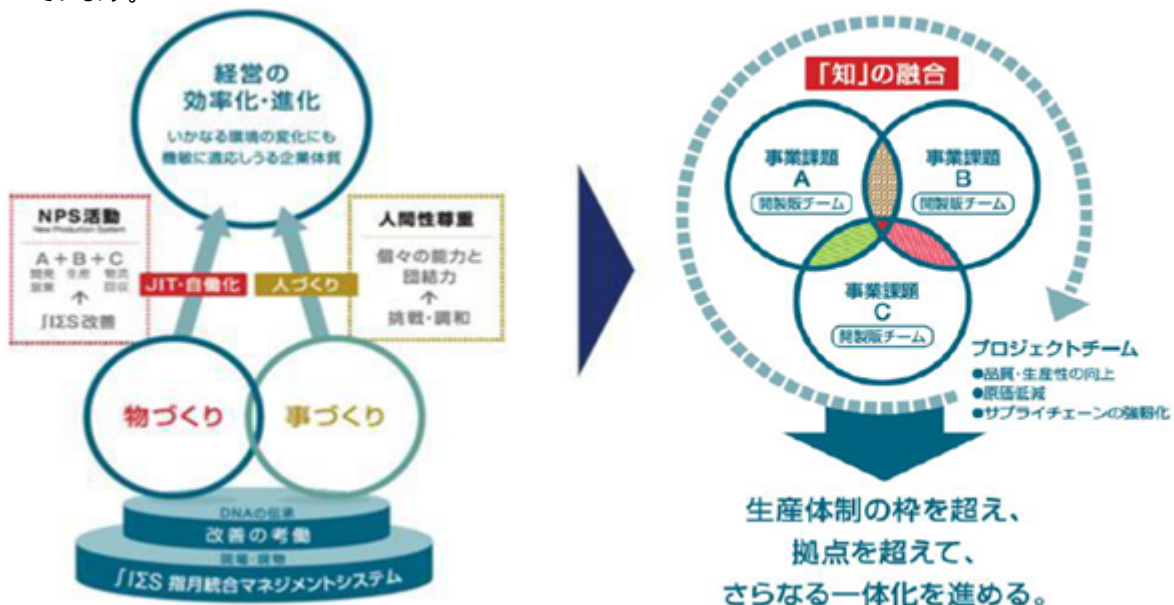 ています。
経営の
効率化・進化
いかなる環境の変化にも
機敏に適応しうる企業体質
NPS活動
New Production System
A+B+C
開発 生産 物流
営業 回収
↑
∫IΣS改善
JIT・自働化
人づくり
人間性尊重
個々の能力と
団結力
↑
挑戦・調和
物づくり
事づくり
DNAの伝承
改善の考働
現場・現物
∫IΣS 指月統合マネジメントシステム
「知」の融合
事業課題
A
開製販チーム
事業課題
B
開製販チーム
事業課題
C
開製販チーム
プロジェクトチーム
●品質・生産性の向上
●原価低減
●サプライチェーンの強靱化
生産体制の枠を超え、
拠点を超えて、
さらなる一体化を進める。